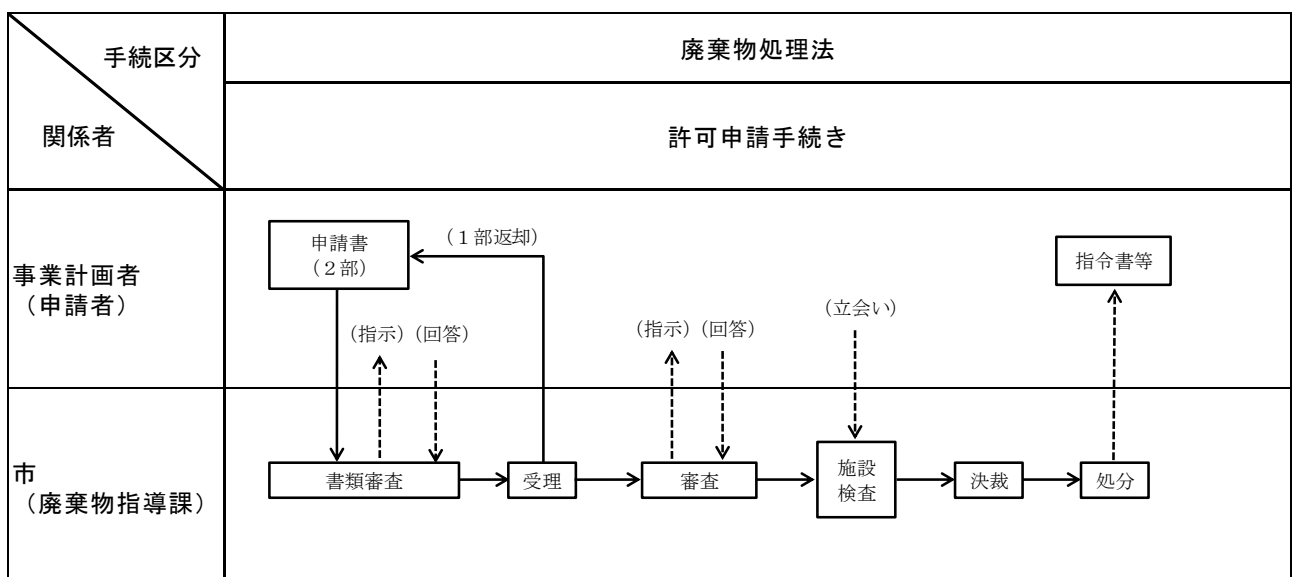 手続区分
関係者
廃棄物処理法
許可申請手続き
事業計画者
（申請者）
申請書
（２部）
（１部返却）
（指示）（回答）
（指示）（回答）
（立会い）
指令書等
市
（廃棄物指導課）
書類審査
受理
審査
施設
検査
決裁
処分